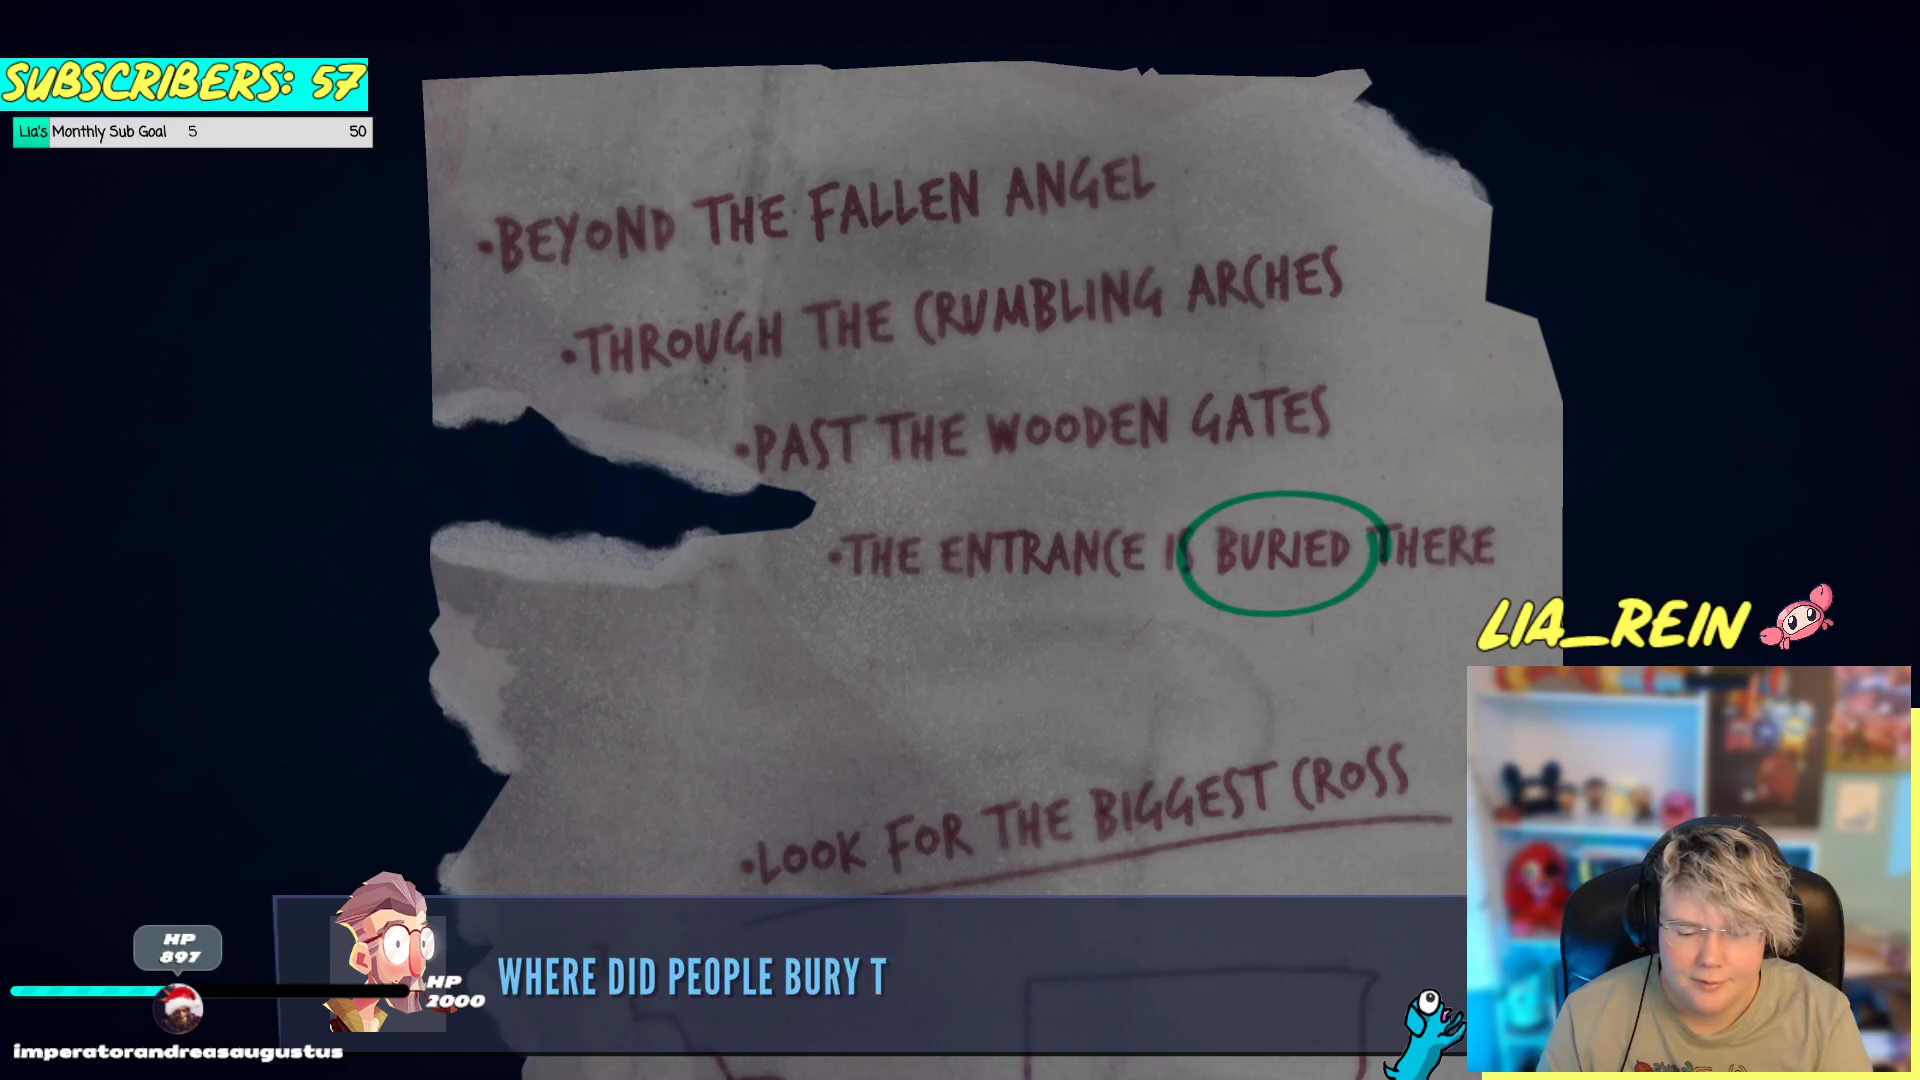 SUBSCRIBERS: 57
Lia's Monthly Sub Goal 5 50
•BEYOND THE FALLEN ANGEL
•THROUGH THE CRUMBLING ARCHES
•PAST THE WOODEN GATES
•THE ENTRANCE IS BURIED THERE
LIA_REIN
•LOOK FOR THE BIGGEST CROSS
HP
897
HP
2000
WHERE DID PEOPLE BURY T
imperatorandreasaugustus